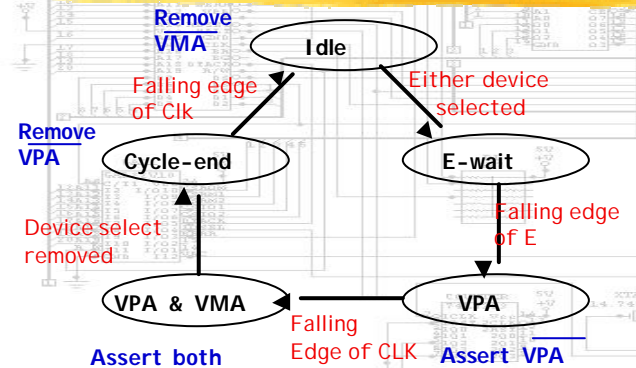 Remove
VMA
Idle
Falling edge
of Clk
Either device
selected
Remove
VPA
Cycle-end
E-wait
Device select
removed
Falling edge
of E
VPA & VMA
VPA
Falling
Edge of CLK
Assert both
Assert VPA